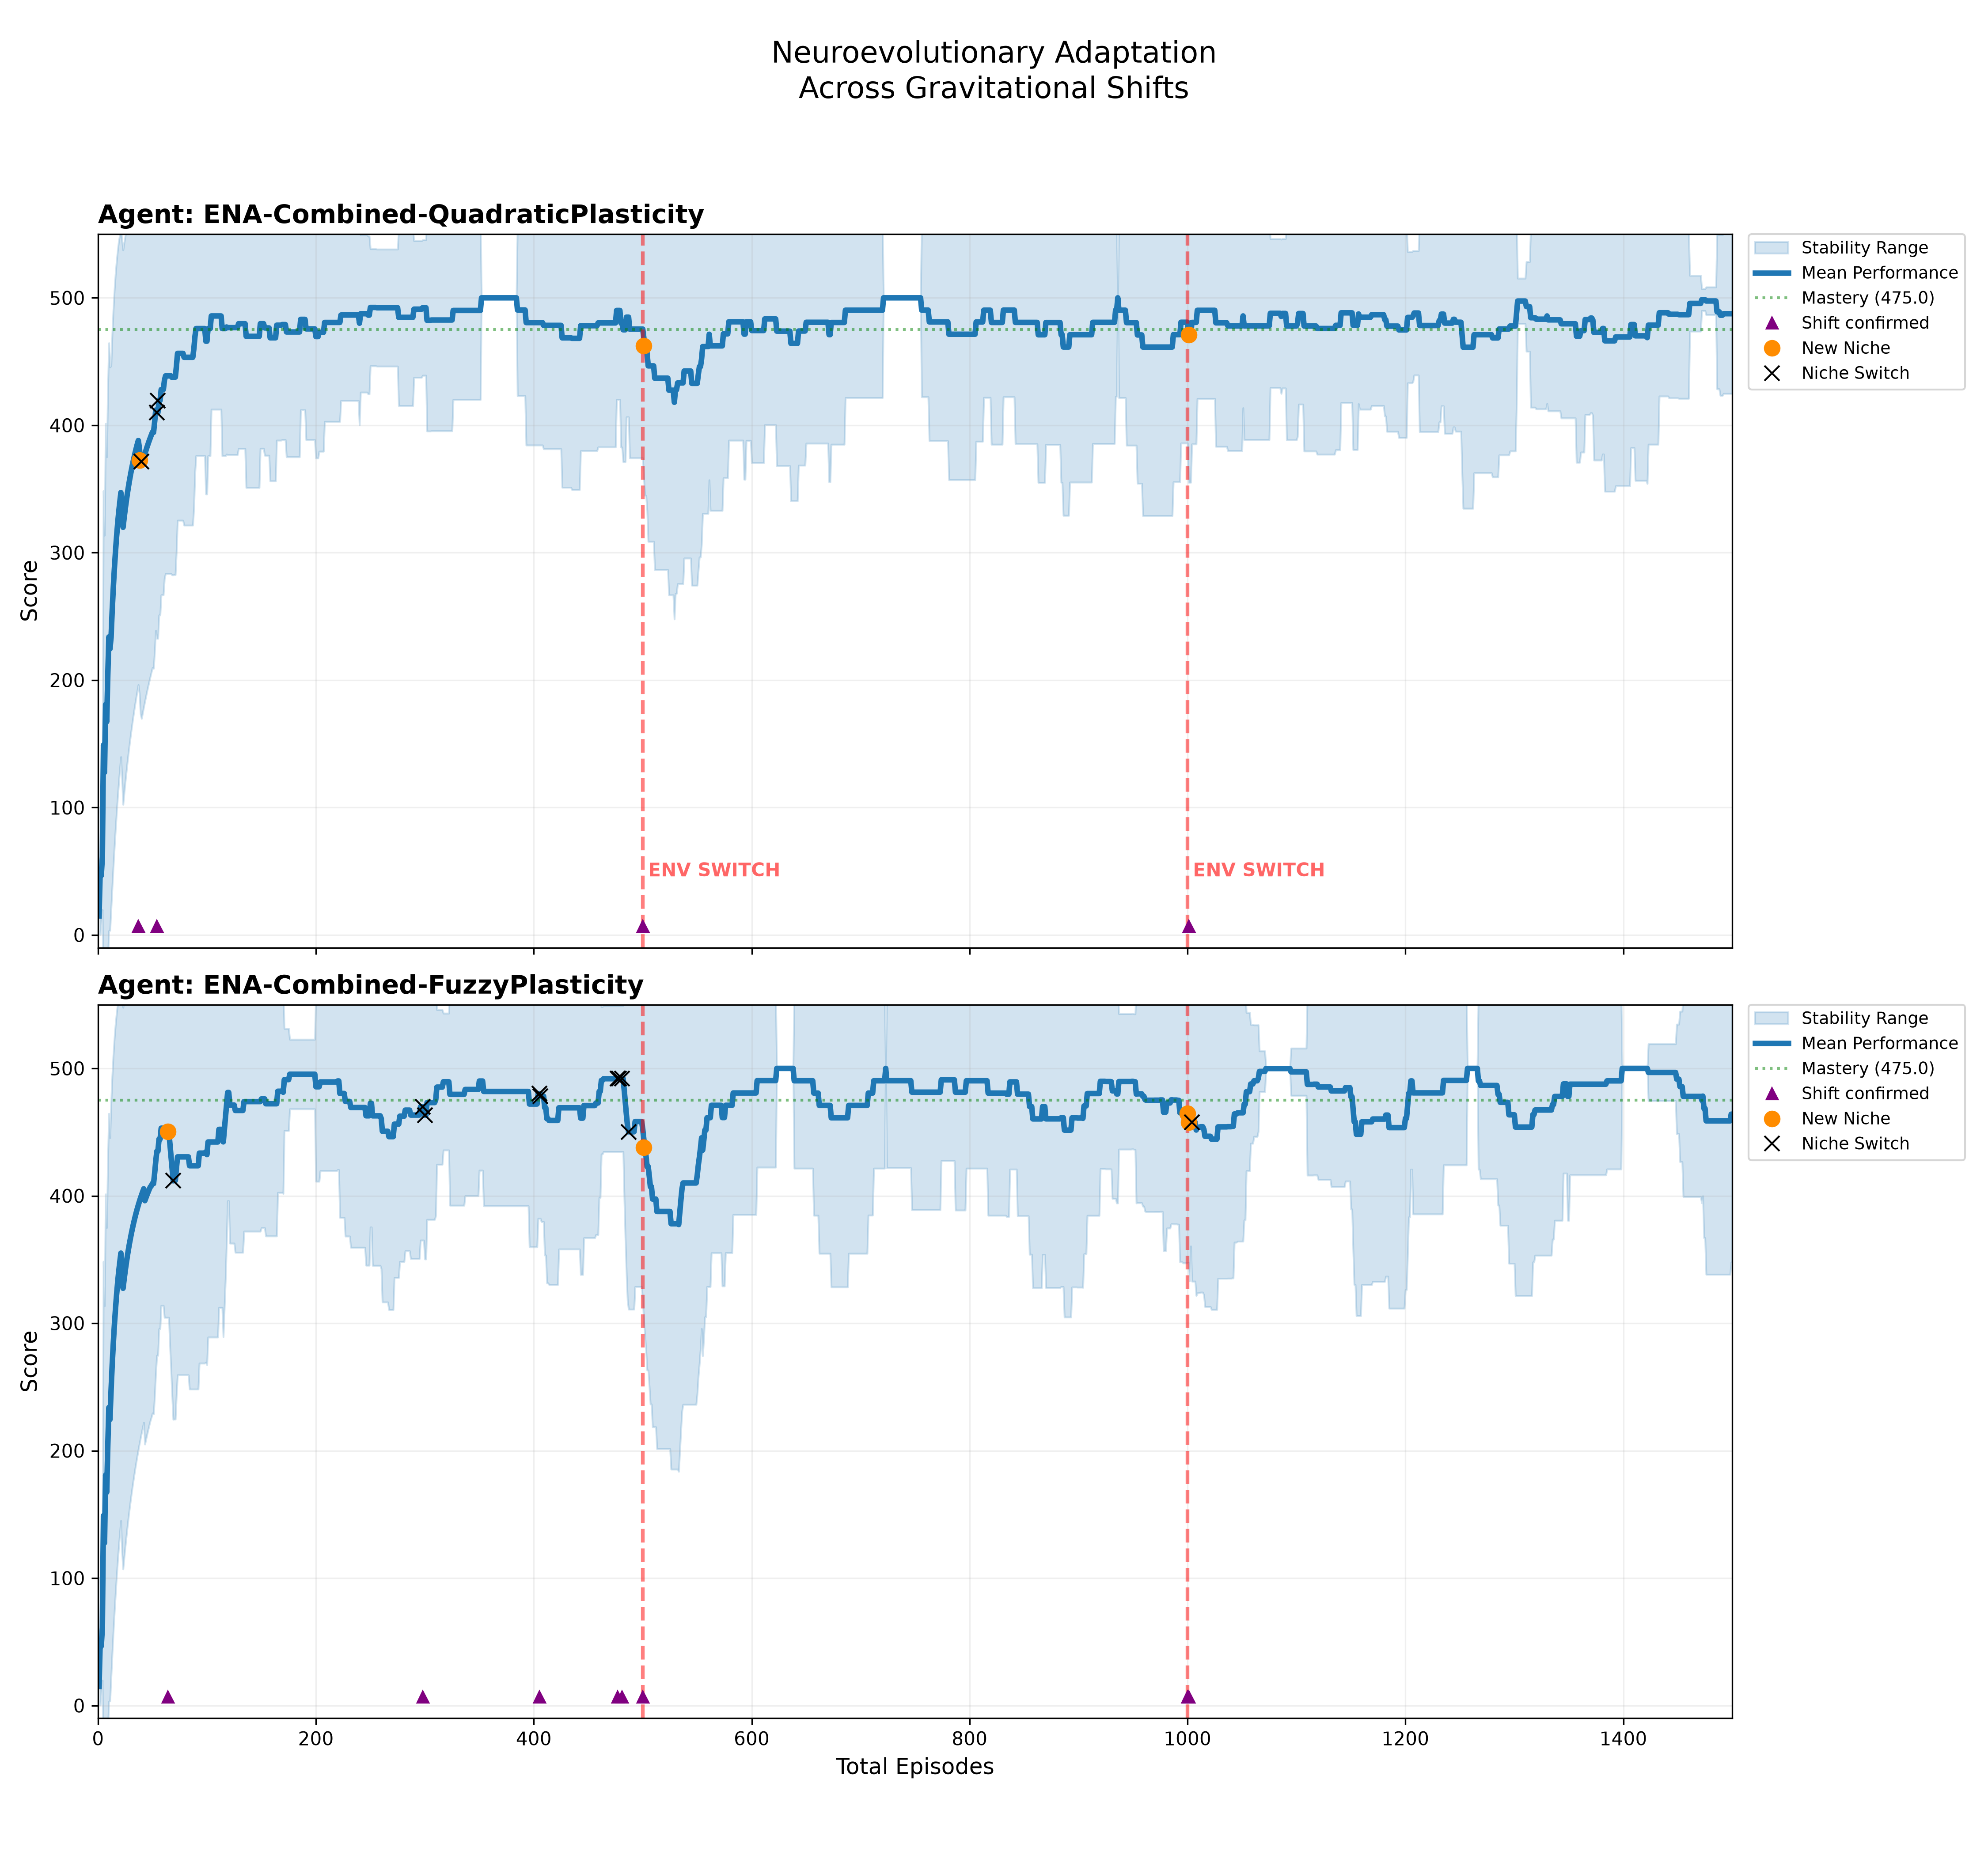 Neuroevolutionary Adaptation
Across Gravitational Shifts
Agent: ENA-Combined-QuadraticPlasticity
500
400
300
200
100
0
Score
ENV SWITCH
ENV SWITCH
Stability Range
Mean Performance
Mastery (475.0)
Shift confirmed
New Niche
Niche Switch
Agent: ENA-Combined-FuzzyPlasticity
500
400
300
200
100
0
Score
Stability Range
Mean Performance
Mastery (475.0)
Shift confirmed
New Niche
Niche Switch
0 200 400 600 800 1000 1200 1400
Total Episodes